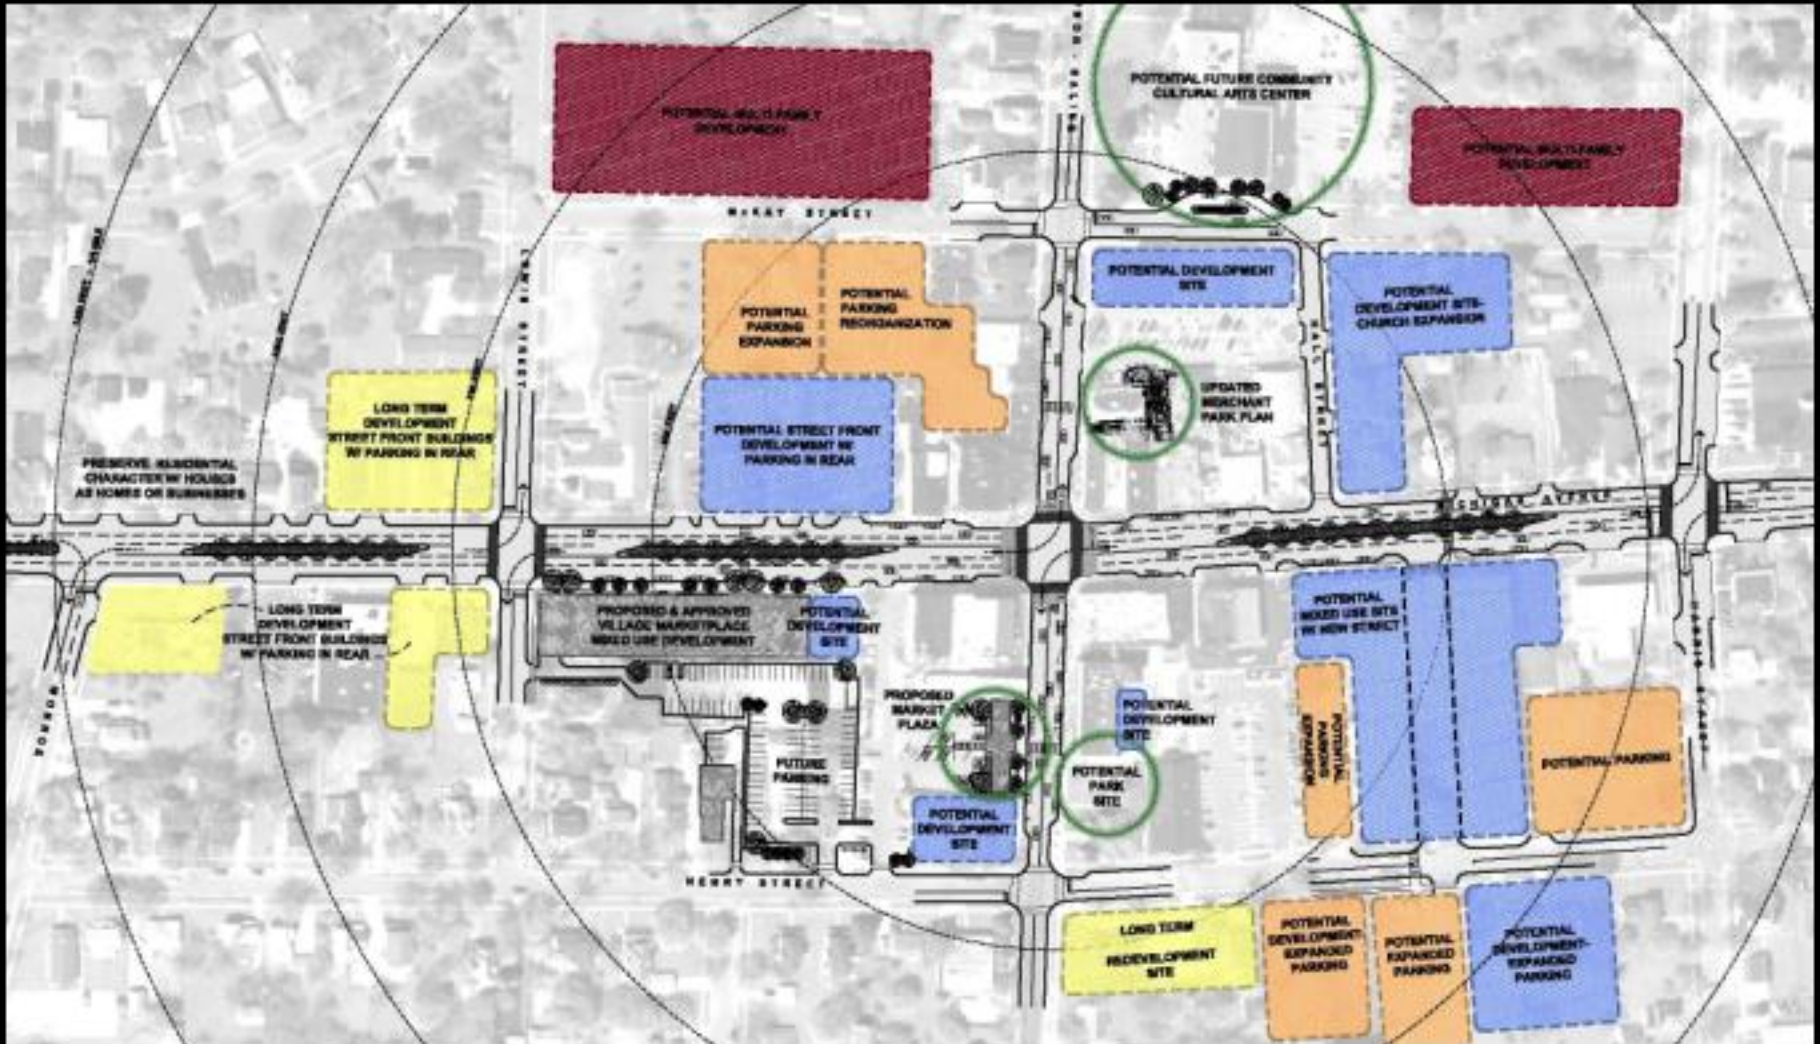 POTENTIAL MULTI-FAMILY
DEVELOPMENT
POTENTIAL FUTURE COMMUNITY
CULTURAL ARTS CENTER
POTENTIAL MULTI-FAMILY
DEVELOPMENT
McKAY STREET
LEWIS STREET
POTENTIAL
PARKING
EXPANSION
POTENTIAL
PARKING
REORGANIZATION
POTENTIAL DEVELOPMENT
SITE
POTENTIAL
DEVELOPMENT SITE-
CHURCH EXPANSION
HALL STREET
UPDATED
MERCHANT
PARK PLAN
LONG TERM
DEVELOPMENT
STREET FRONT BUILDINGS
W/ PARKING IN REAR
POTENTIAL STREET FRONT
DEVELOPMENT W/
PARKING IN REAR
PRESERVE RESIDENTIAL
CHARACTER W/ HOUSES
AS HOMES OR BUSINESSES
MICHIGAN AVENUE
LONG TERM
DEVELOPMENT
STREET FRONT BUILDINGS
W/ PARKING IN REAR
PROPOSED & APPROVED
VILLAGE MARKETPLACE
MIXED USE DEVELOPMENT
POTENTIAL
DEVELOPMENT
SITE
POTENTIAL
MIXED USE SITE
W/ NEW STREET
MONROE
PROPOSED
MARKET
PLAZA
POTENTIAL
DEVELOPMENT
SITE
POTENTIAL
PARKING
EXPANSION
POTENTIAL PARKING
FUTURE
PARKING
POTENTIAL
PARK
SITE
POTENTIAL
DEVELOPMENT
SITE
HENRY STREET
LONG TERM
REDEVELOPMENT
SITE
POTENTIAL
DEVELOPMENT-
EXPANDED
PARKING
POTENTIAL
EXPANDED
PARKING
POTENTIAL
DEVELOPMENT-
EXPANDED
PARKING